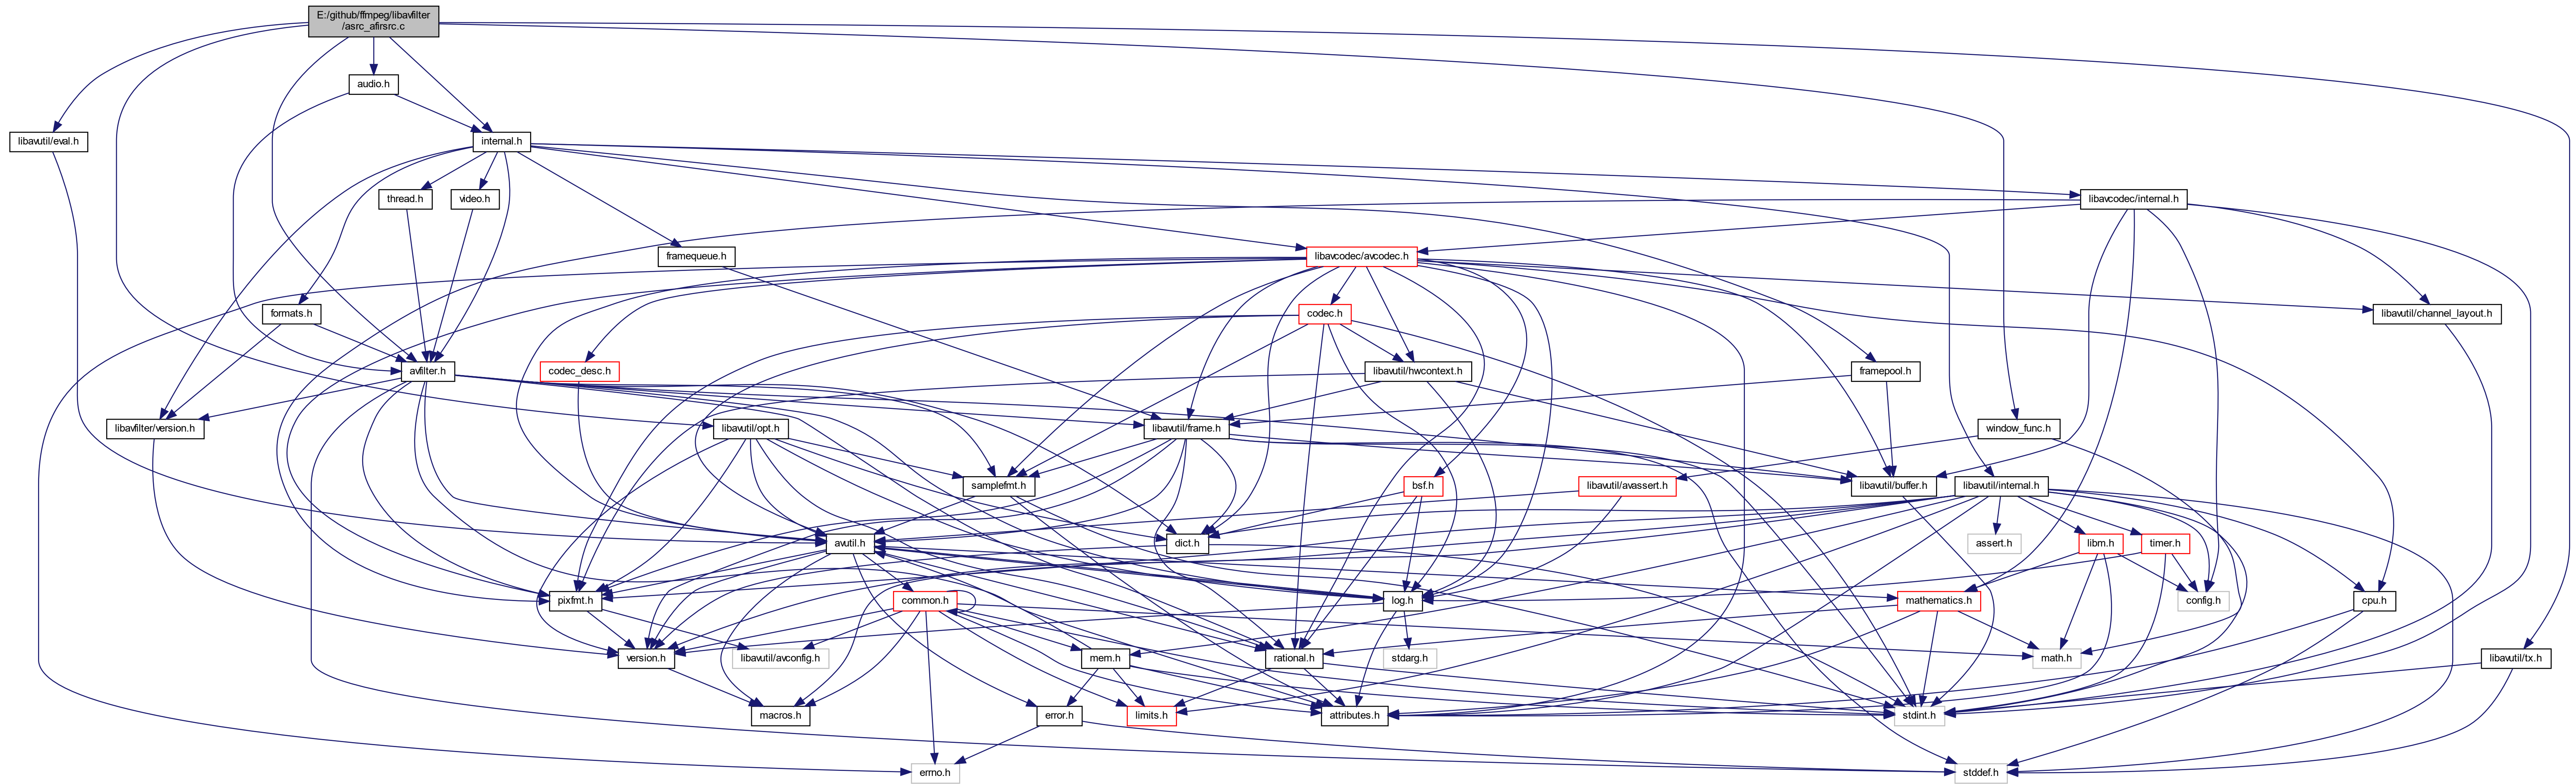 E:/github/ffmpeg/libavfilter
/asrc_afirsrc.c
audio.h
libavutil/eval.h
internal.h
thread.h
video.h
libavcodec/internal.h
framequeue.h
libavcodec/avcodec.h
formats.h
codec.h
libavutil/channel_layout.h
avfilter.h
codec_desc.h
libavutil/hwcontext.h
framepool.h
libavfilter/version.h
libavutil/opt.h
libavutil/frame.h
window_func.h
samplefmt.h
bsf.h
libavutil/avassert.h
libavutil/buffer.h
libavutil/internal.h
avutil.h
dict.h
assert.h
libm.h
timer.h
pixfmt.h
common.h
log.h
mathematics.h
config.h
cpu.h
version.h
libavutil/avconfig.h
mem.h
rational.h
stdarg.h
math.h
libavutil/tx.h
macros.h
error.h
limits.h
attributes.h
stdint.h
errno.h
stddef.h